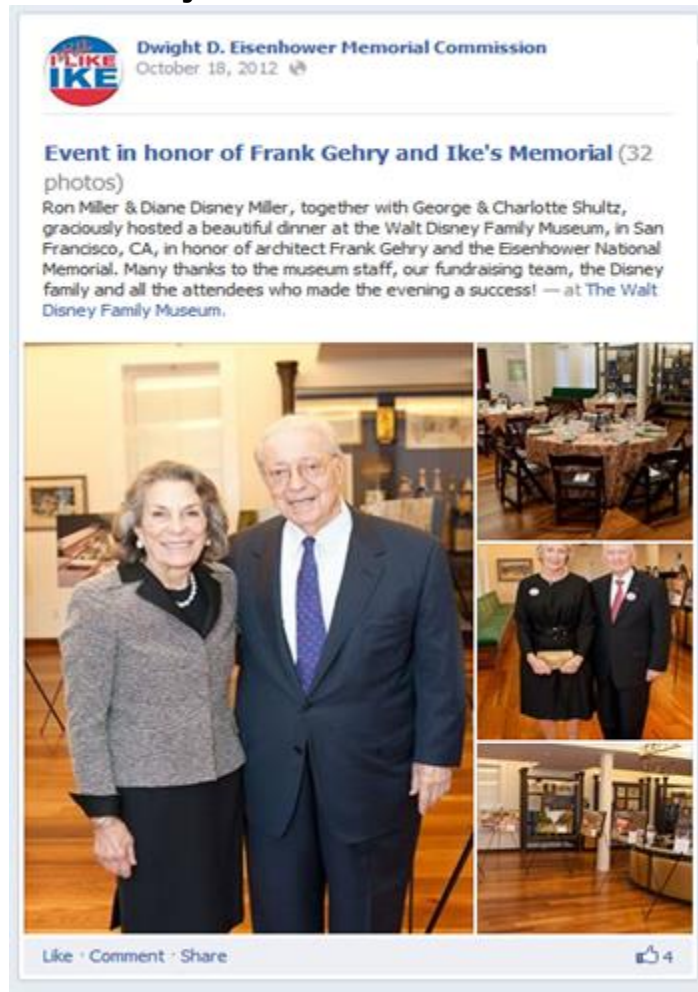 I LIKE
IKE
Dwight D. Eisenhower Memorial Commission
October 18, 2012
Event in honor of Frank Gehry and Ike's Memorial (32
photos)
Ron Miller & Diane Disney Miller, together with George & Charlotte Shultz,
graciously hosted a beautiful dinner at the Walt Disney Family Museum, in San
Francisco, CA, in honor of architect Frank Gehry and the Eisenhower National
Memorial. Many thanks to the museum staff, our fundraising team, the Disney
family and all the attendees who made the evening a success! — at The Walt
Disney Family Museum.
Like · Comment · Share
4